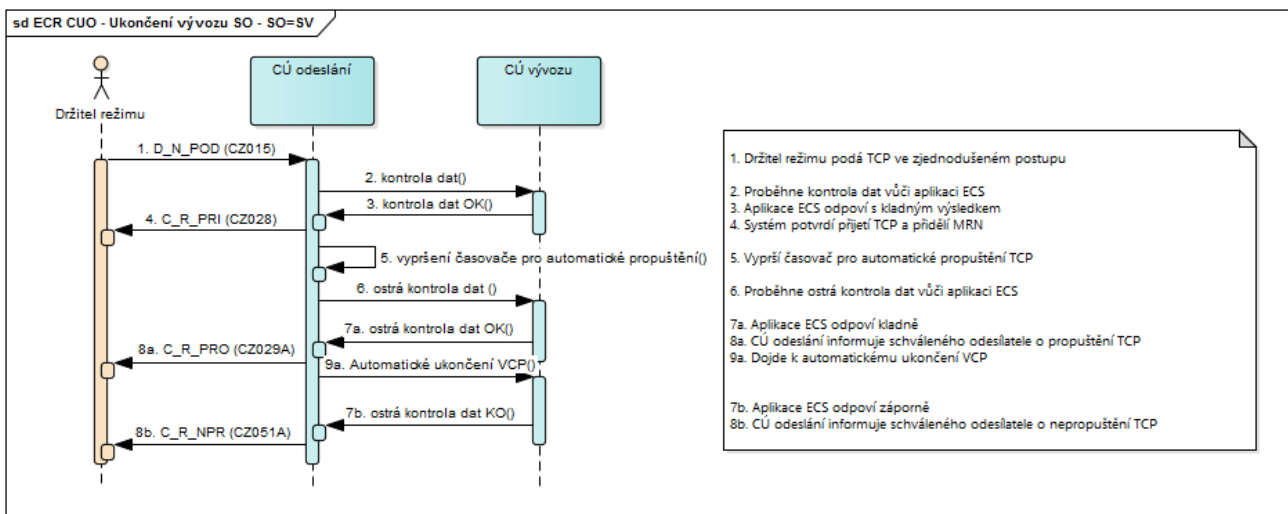 sd ECR CUO - Ukončení vývozu SO - SO=SV
CÚ odeslání
CÚ vývozu
Držitel režimu
1. D_N_POD (CZ015)
2. kontrola dat()
3. kontrola dat OK()
4. C_R_PRI (CZ028)
5. vypršení časovače pro automatické propuštění()
6. ostrá kontrola dat ()
7a. ostrá kontrola dat OK()
8a. C_R_PRO (CZ029A)
9a. Automatické ukončení VCP()
7b. ostrá kontrola dat KO()
8b. C_R_NPR (CZ051A)
1. Držitel režimu podá TCP ve zjednodušeném postupu
2. Proběhne kontrola dat vůči aplikaci ECS
3. Aplikace ECS odpoví s kladným výsledkem
4. Systém potvrdí přijetí TCP a přidělí MRN
5. Vyprší časovač pro automatické propuštění TCP
6. Proběhne ostrá kontrola dat vůči aplikaci ECS
7a. Aplikace ECS odpoví kladně
8a. CÚ odeslání informuje schváleného odesílatele o propuštění TCP
9a. Dojde k automatickému ukončení VCP
7b. Aplikace ECS odpoví záporně
8b. CÚ odeslání informuje schváleného odesílatele o nepropuštění TCP